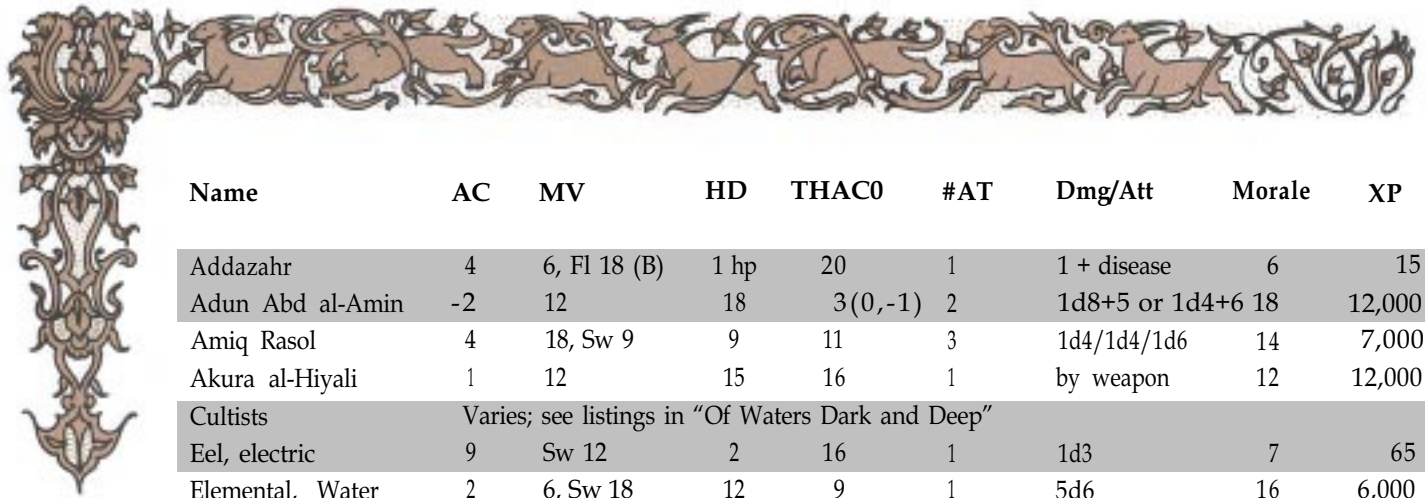 Name AC MV HD THAC0 #AT Dmg/Att Morale XP
Addazahr 4 6, Fl 18 (B) 1 hp 20 1 1 + disease 6 15
Adun Abd al-Amin -2 12 18 3(0,-1) 2 1d8+5 or 1d4+6 18 12,000
Amiq Rasol 4 18, Sw 9 9 11 3 1d4/1d4/1d6 14 7,000
Akura al-Hiyali 1 12 15 16 1 by weapon 12 12,000
Cultists Varies; see listings in “Of Waters Dark and Deep”
Eel, electric 9 Sw 12 2 16 1 1d3 7 65
Elemental, Water 2 6, Sw 18 12 9 1 5d6 16 6,000